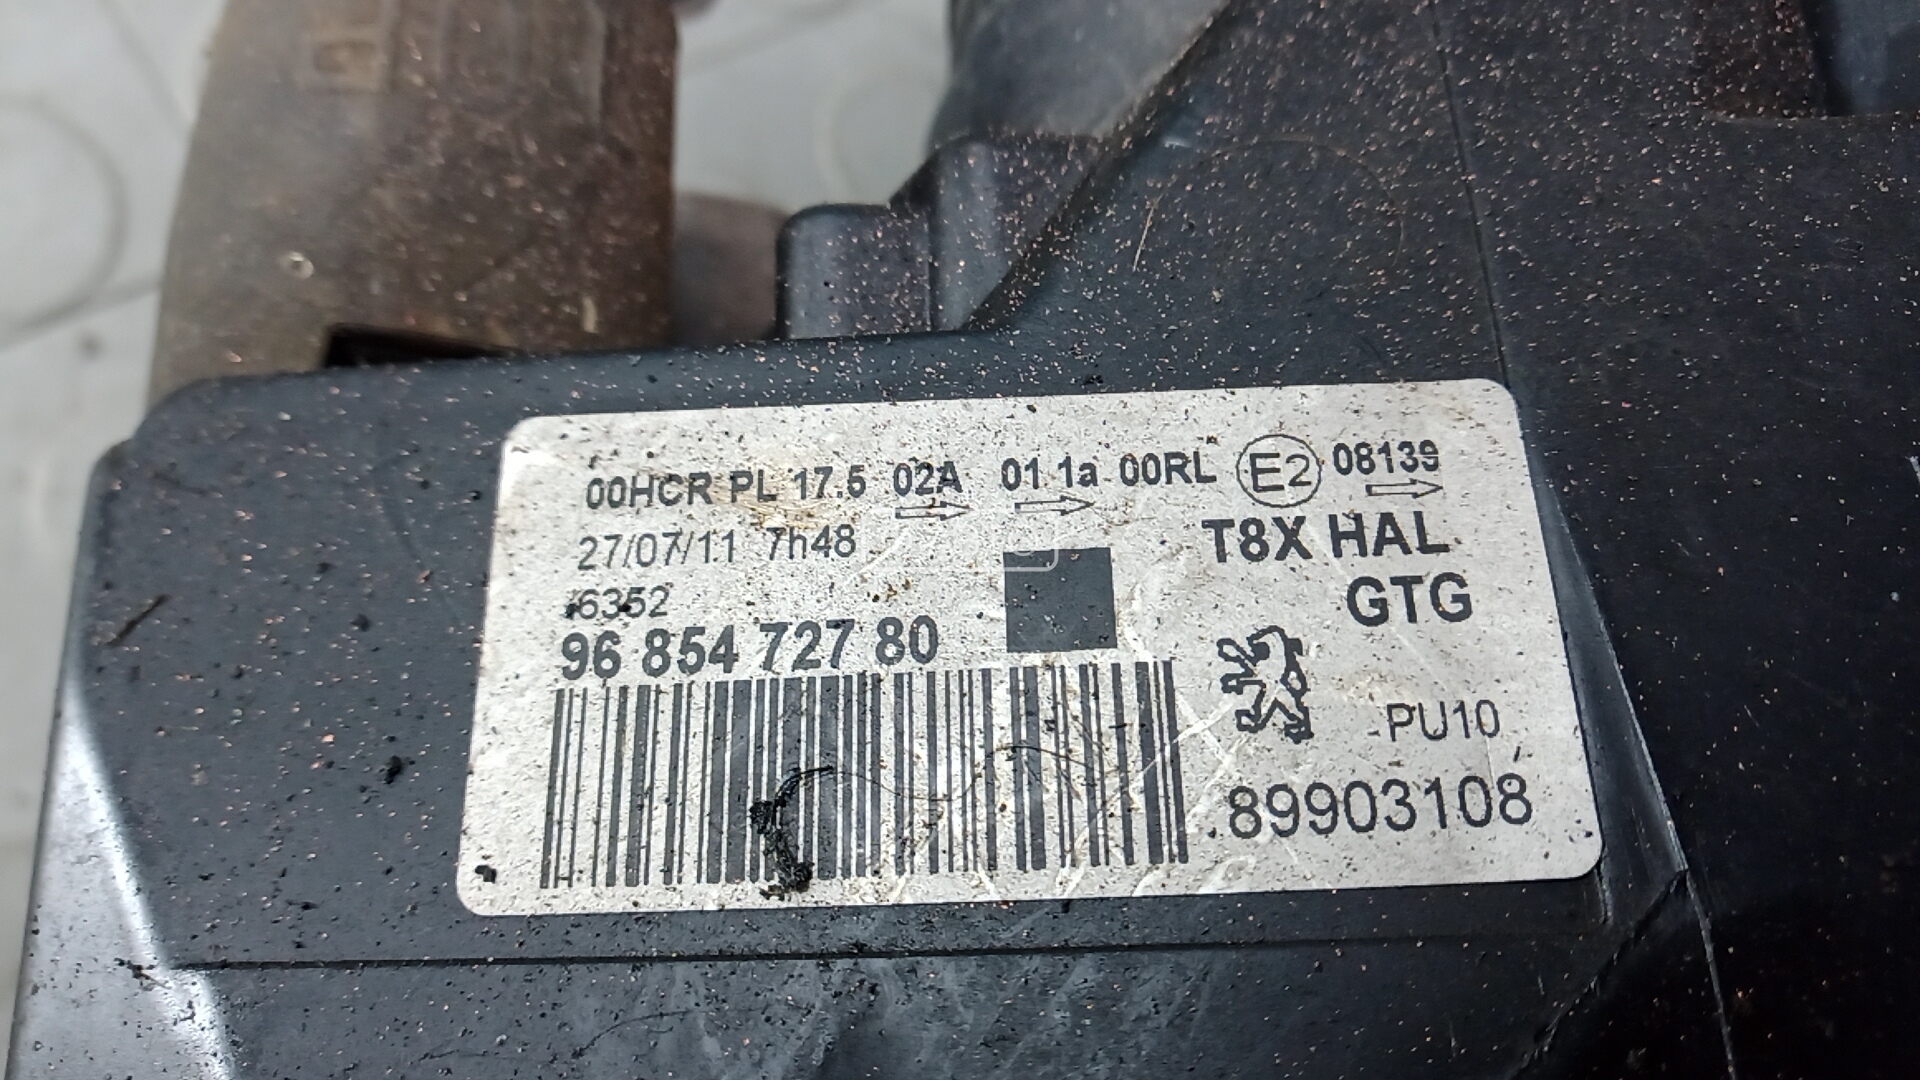 00HCR PL 17.5 02A 01 1a 00RL E2 08139
27/07/11 7h48
T8X HAL
6352
GTG
96 854 727 80
PU10
89903108